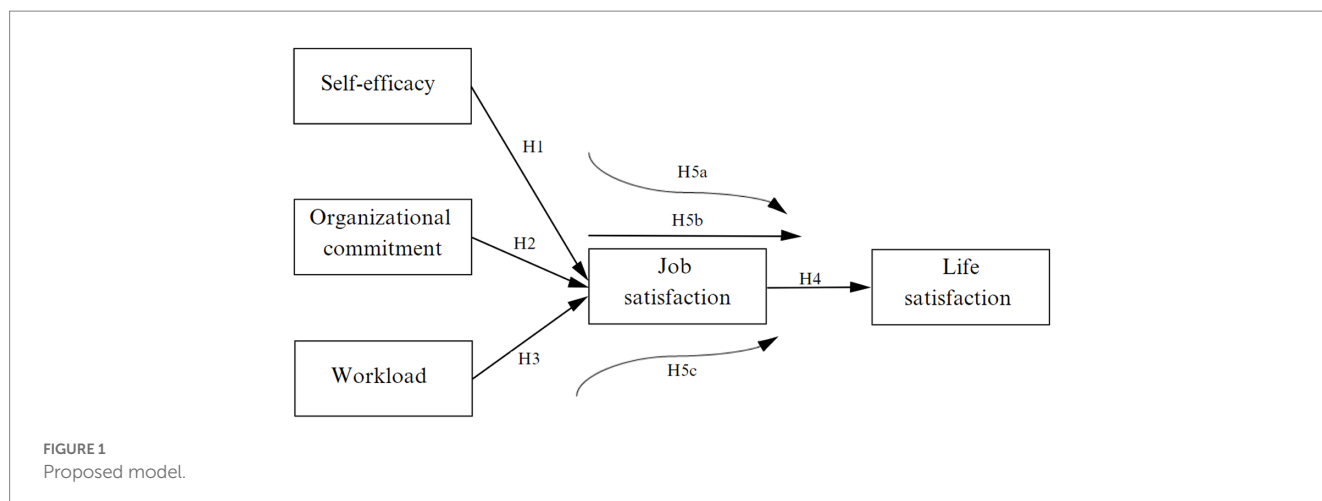 Self-efficacy
H1
H5a
Organizational
commitment
H2
H5b
Job
satisfaction
H4
Life
satisfaction
Workload
H3
H5c
FIGURE 1
Proposed model.